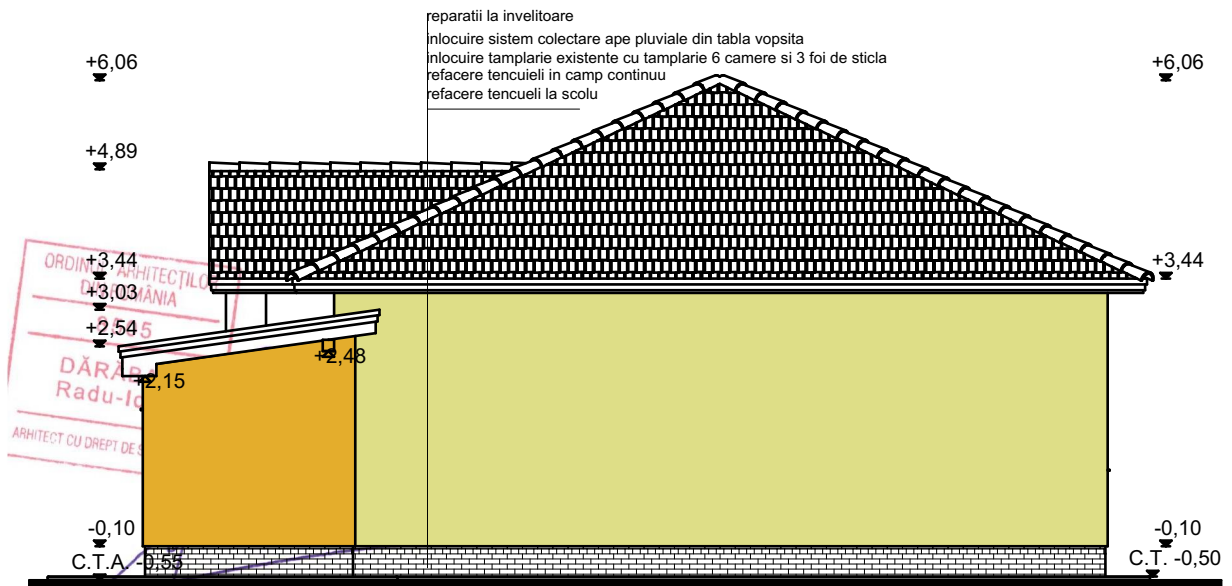 reparatii la invelitoare
inlocuire sistem colectare ape pluviale din tabla vopsita
inlocuire tamplarie existente cu tamplarie 6 camere si 3 foi de sticla
refacere tencuieli in camp continuu
refacere tencueli la scolu
+6,06
+6,06
+4,89
+3,44
+3,44
ORDINUL ARHITECȚILOR
DIN ROMÂNIA
+3,03
+2,54
+2,48
+2,15
Radu-
ARHITECT CU DREPT DE
-0,10
-0,10
C.T.A. -0,55
C.T. -0,50